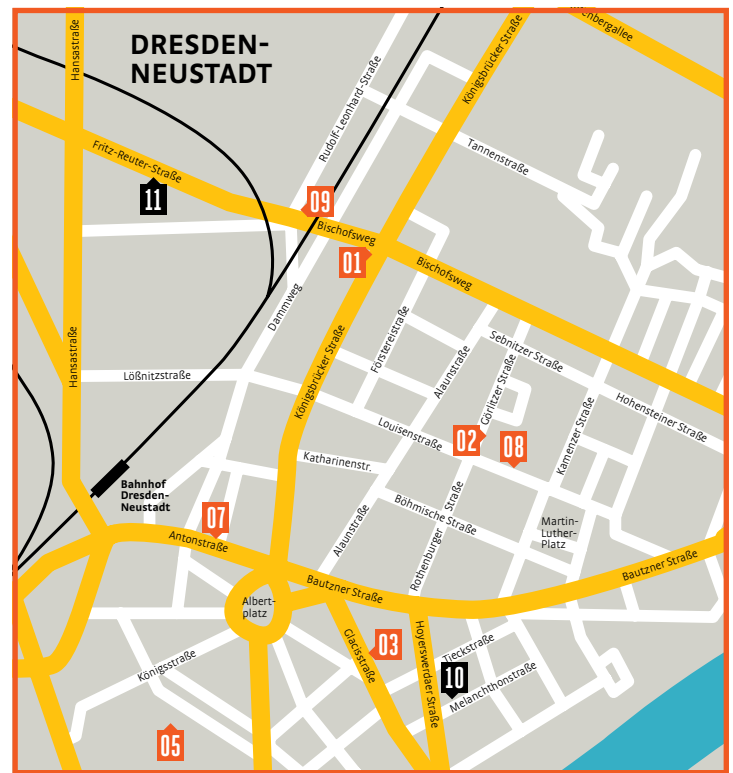 DRESDEN-
NEUSTADT
Hansastraße
Rudolf-Leonhard-Straße
Königsbrücker Straße
Tannenstraße
Fritz-Reuter-Straße
11
09
Bischofsweg
01
Bischofsweg
Dammweg
Hansastraße
Lößnitzstraße
Königsbrücker Straße
Förstereistraße
Alaunstraße
Sebnitzer Straße
Görlitzer Straße
Hohensteiner Straße
Kamenzer Straße
Louisenstraße
02
08
Katharinenstr.
Bahnhof
Dresden-
Neustadt
07
Antonstraße
Alaunstraße
Böhmische Straße
Rothenburger Straße
Martin-
Luther-
Platz
Bautzner Straße
Bautzner Straße
Albert-
platz
Königsstraße
Glacisstraße
03
Hoyerswerdaer Straße
Tieckstraße
10
Melanchthonstraße
05